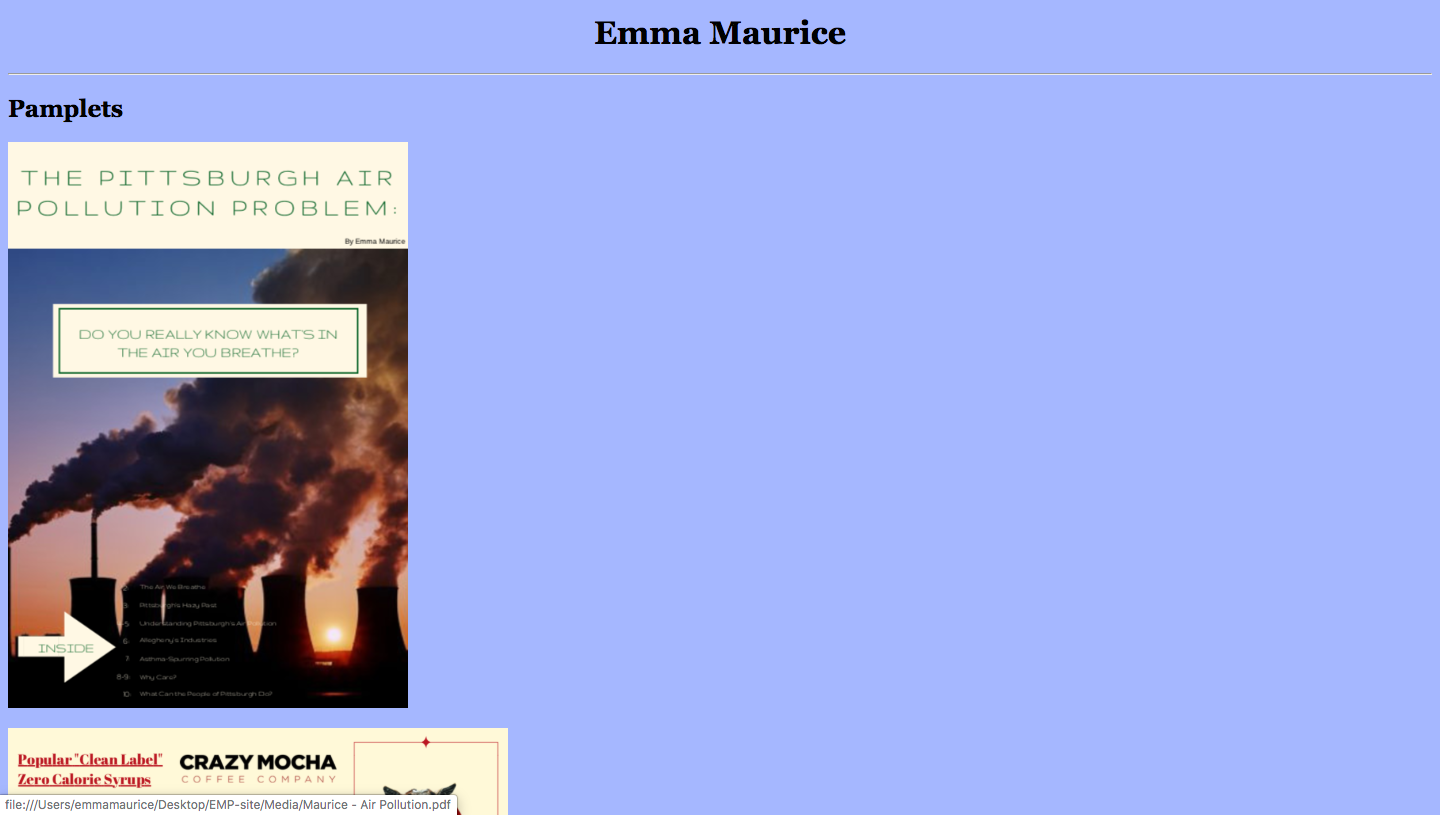 Emma Maurice
Pamplets
THE PITTSBURGH AIR
POLLUTION PROBLEM:
By Emma Maurice
DO YOU REALLY KNOW WHAT'S IN
THE AIR YOU BREATHE?
2: The Air We Breathe
3: Pittsburgh's Hazy Past
4-5: Understanding Pittsburgh's Air Pollution
6: Allegheny's Industries
7: Asthma-Spurring Pollution
8-9: Why Care?
10: What Can the People of Pittsburgh Do?
INSIDE
Popular "Clean Label"
Zero Calorie Syrups
CRAZY MOCHA
COFFEE COMPANY
file:///Users/emmamaurice/Desktop/EMP-site/Media/Maurice - Air Pollution.pdf